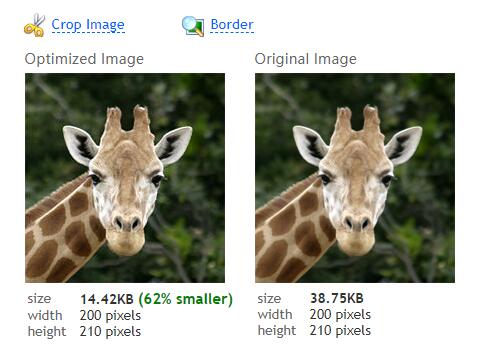 Crop Image Border
Optimized Image Original Image
size 14.42KB (62% smaller) size 38.75KB
width 200 pixels width 200 pixels
height 210 pixels height 210 pixels